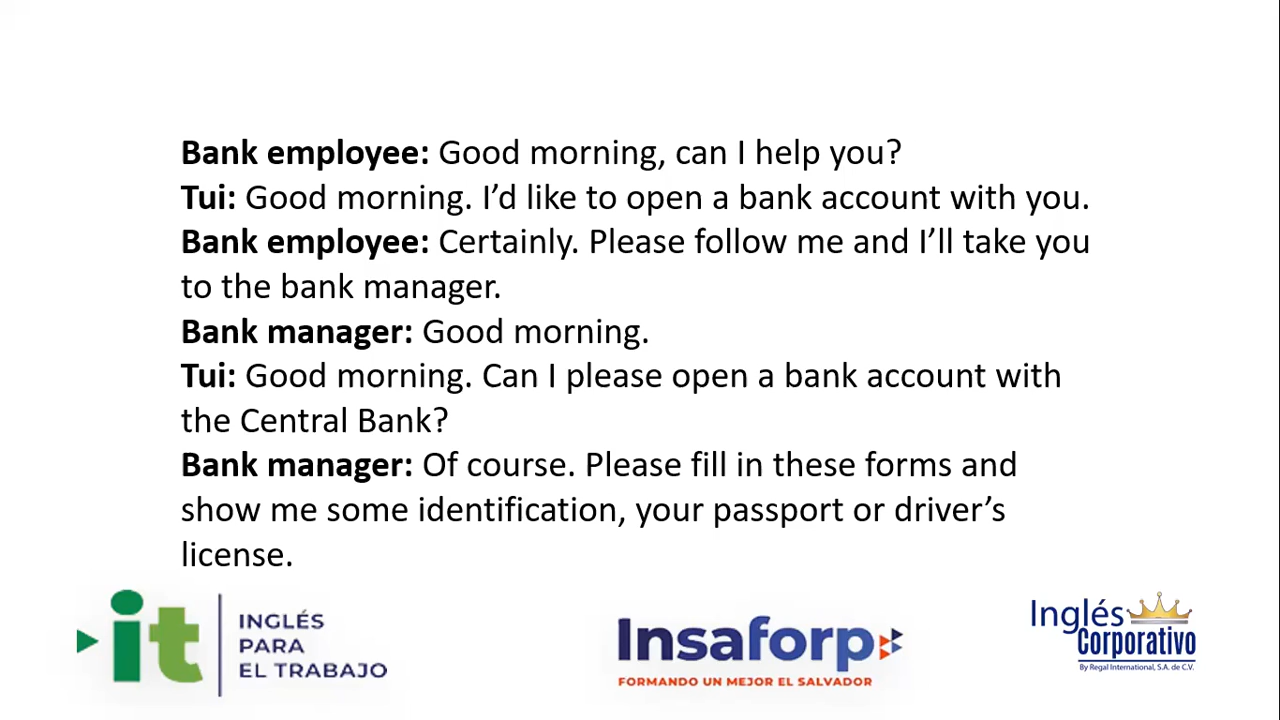 Bank employee: Good morning, can I help you?
Tui: Good morning. I’d like to open a bank account with you.
Bank employee: Certainly. Please follow me and I’ll take you
to the bank manager.
Bank manager: Good morning.
Tui: Good morning. Can I please open a bank account with
the Central Bank?
Bank manager: Of course. Please fill in these forms and
show me some identification, your passport or driver’s
license.
it
INGLÉS
PARA
EL TRABAJO
Insaforp
FORMANDO UN MEJOR EL SALVADOR
Inglés
Corporativo
By Regal International, S.A. de C.V.